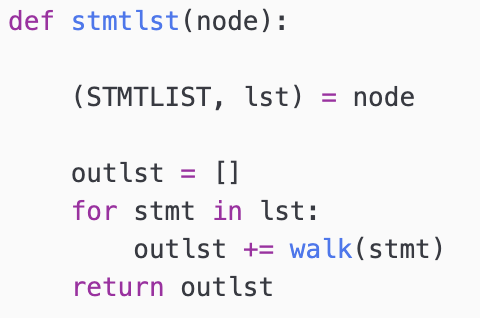 def stmtlst(node):
    (STMTLIST, lst) = node
    outlst = []
    for stmt in lst:
        outlst += walk(stmt)
    return outlst